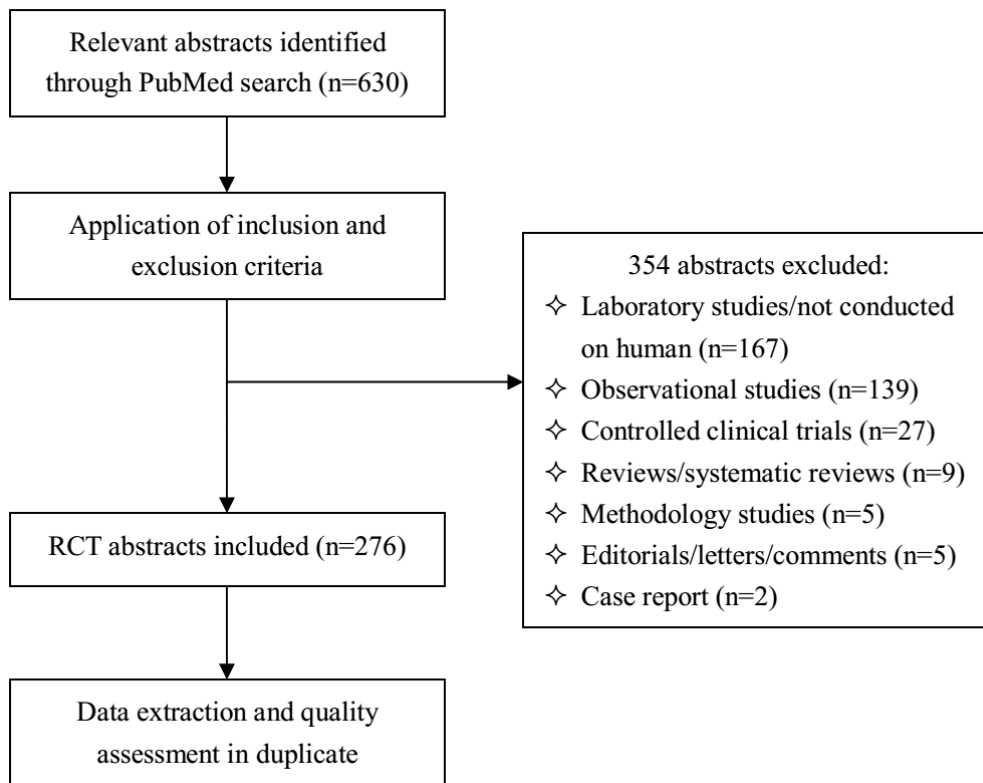 Relevant abstracts identified
through PubMed search (n=630)
Application of inclusion and
exclusion criteria
354 abstracts excluded:
✧ Laboratory studies/not conducted
on human (n=167)
✧ Observational studies (n=139)
✧ Controlled clinical trials (n=27)
✧ Reviews/systematic reviews (n=9)
✧ Methodology studies (n=5)
✧ Editorials/letters/comments (n=5)
✧ Case report (n=2)
RCT abstracts included (n=276)
Data extraction and quality
assessment in duplicate